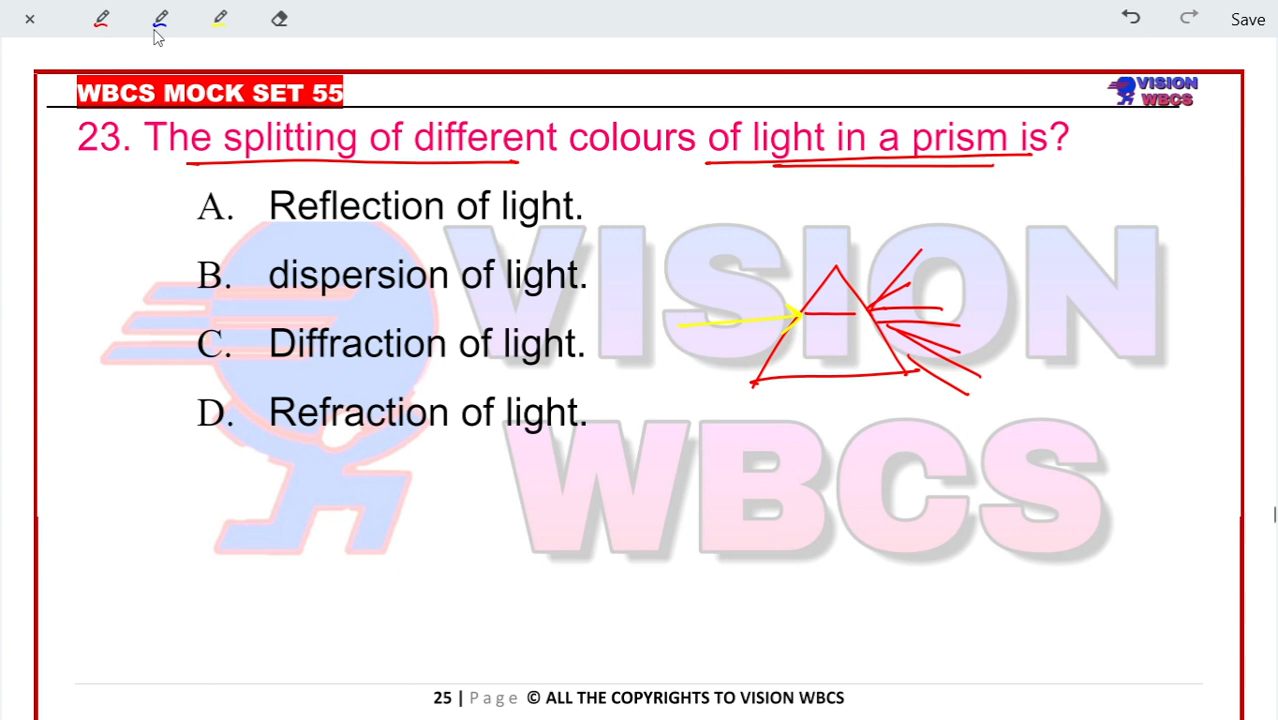 Save
WBCS MOCK SET 55
VISION
WBCS
23. The splitting of different colours of light in a prism is?
A. Reflection of light.
B. dispersion of light.
C. Diffraction of light.
D. Refraction of light.
VISION
WBCS
25 | Page © ALL THE COPYRIGHTS TO VISION WBCS